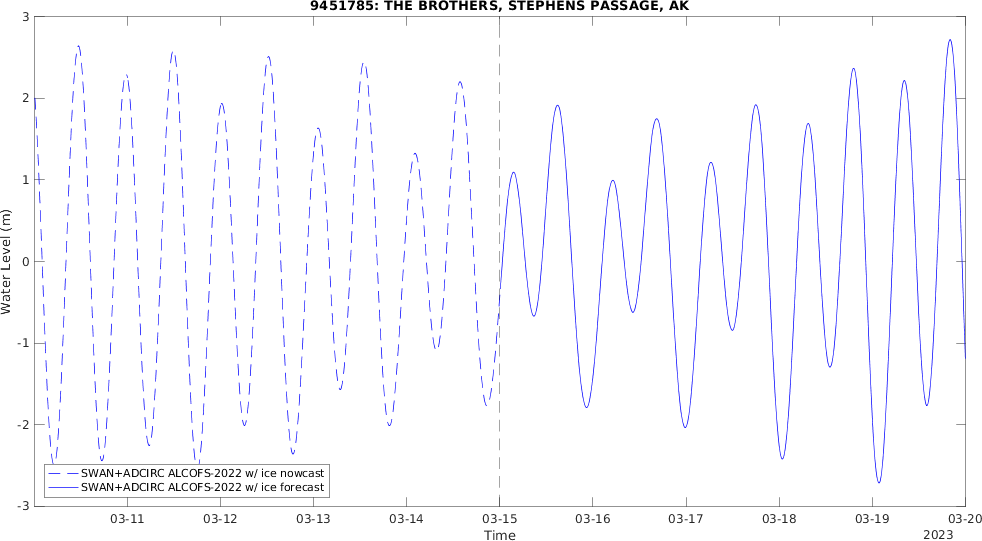 9451785: THE BROTHERS, STEPHENS PASSAGE, AK
3
2
1
0
-1
-2
-3
Water Level (m)
SWAN+ADCIRC ALCOFS-2022 w/ ice nowcast
SWAN+ADCIRC ALCOFS-2022 w/ ice forecast
03-11 03-12 03-13 03-14 03-15 03-16 03-17 03-18 03-19 03-20
Time
2023